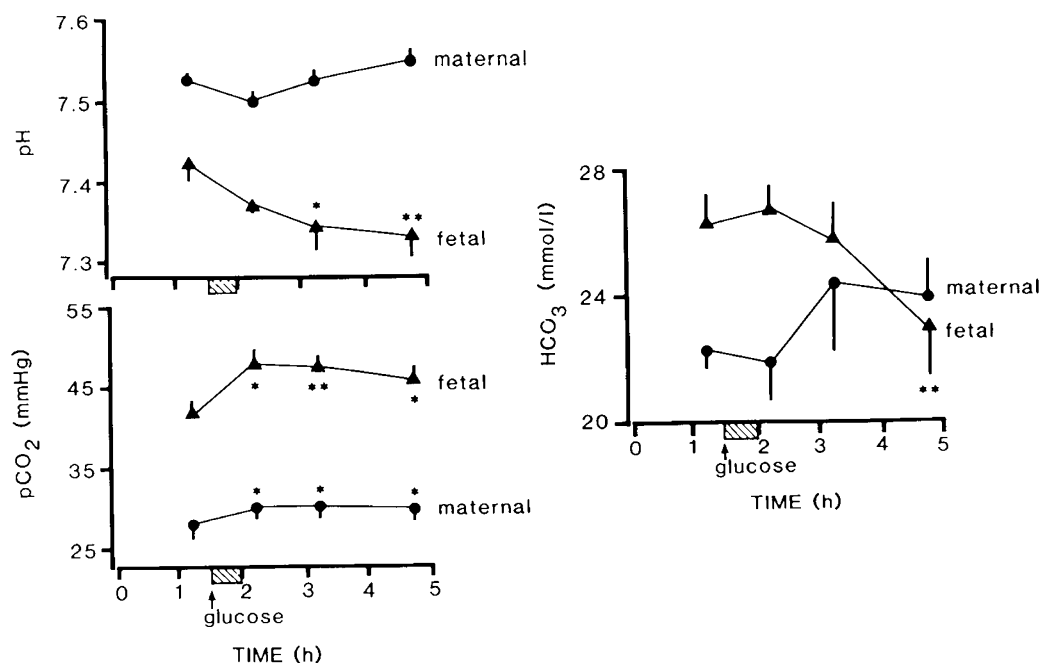 7.6
7.5
7.4
7.3
pH
maternal
*
**
fetal
55
45
35
25
pCO2 (mmHg)
fetal
*
**
*
*
*
*
maternal
0 1 2 3 4 5
glucose
TIME (h)
28
24
20
HCO3 (mmol/l)
maternal
fetal
**
0 1 2 3 4 5
glucose
TIME (h)